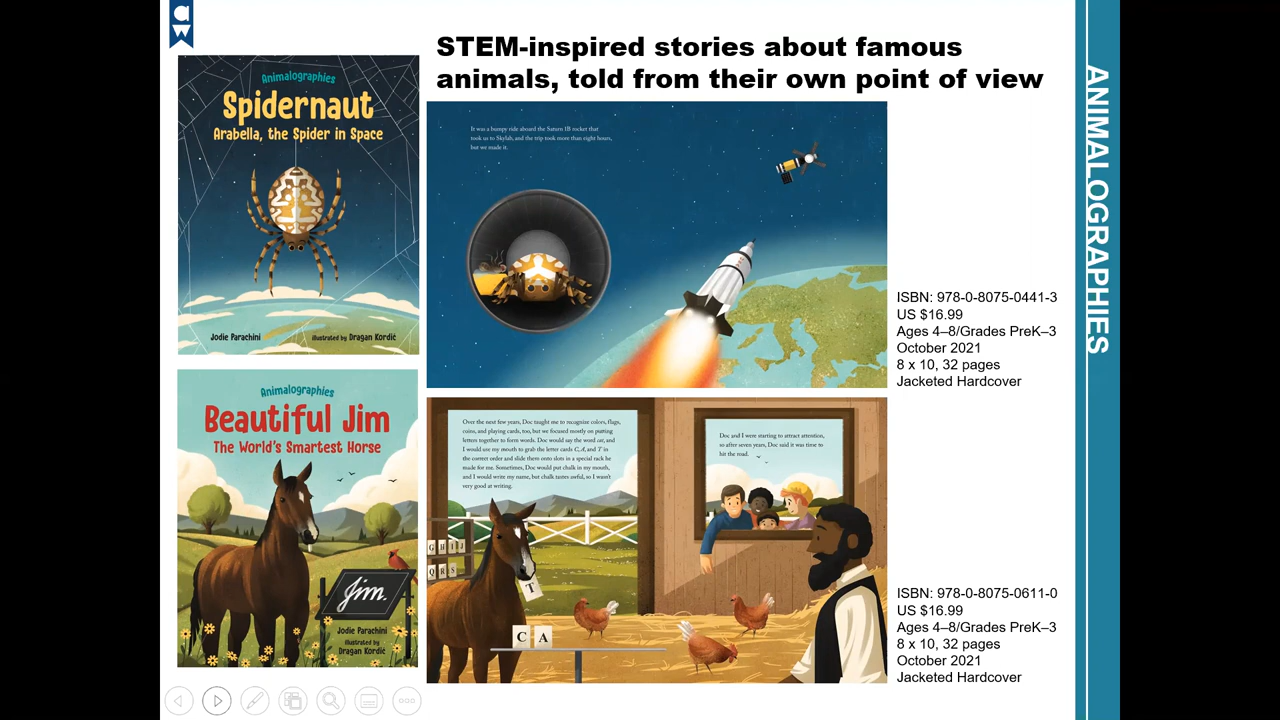 aw
STEM-inspired stories about famous
animals, told from their own point of view
Animalographies
Spidernaut
Arabella, the Spider in Space
Jodie Parachini
illustrated by Dragan Kordić
It was a bumpy ride aboard the Saturn IB rocket that
took us to Skylab, and the trip took more than eight hours,
but we made it.
ISBN: 978-0-8075-0441-3
US $16.99
Ages 4–8/Grades PreK–3
October 2021
8 x 10, 32 pages
Jacketed Hardcover
Animalographies
Beautiful Jim
The World's Smartest Horse
Jim.
Jodie Parachini
illustrated by
Dragan Kordić
Over the next few years, Doc taught me to recognize colors, flags,
coins, and playing cards, too, but we focused mostly on putting
letters together to form words. Doc would say the word car, and
I would use my mouth to grab the letter cards C, A, and T in
the correct order and slide them onto slots in a special rack he
made for me. Sometimes, Doc would put chalk in my mouth,
and I would write my name, but chalk tastes awful, so I wasn't
very good at writing.
G H I J
Q R S
T
C A
Doc and I were starting to attract attention,
so after seven years, Doc said it was time to
hit the road.
ISBN: 978-0-8075-0611-0
US $16.99
Ages 4–8/Grades PreK–3
8 x 10, 32 pages
October 2021
Jacketed Hardcover
ANIMALOGRAPHIES